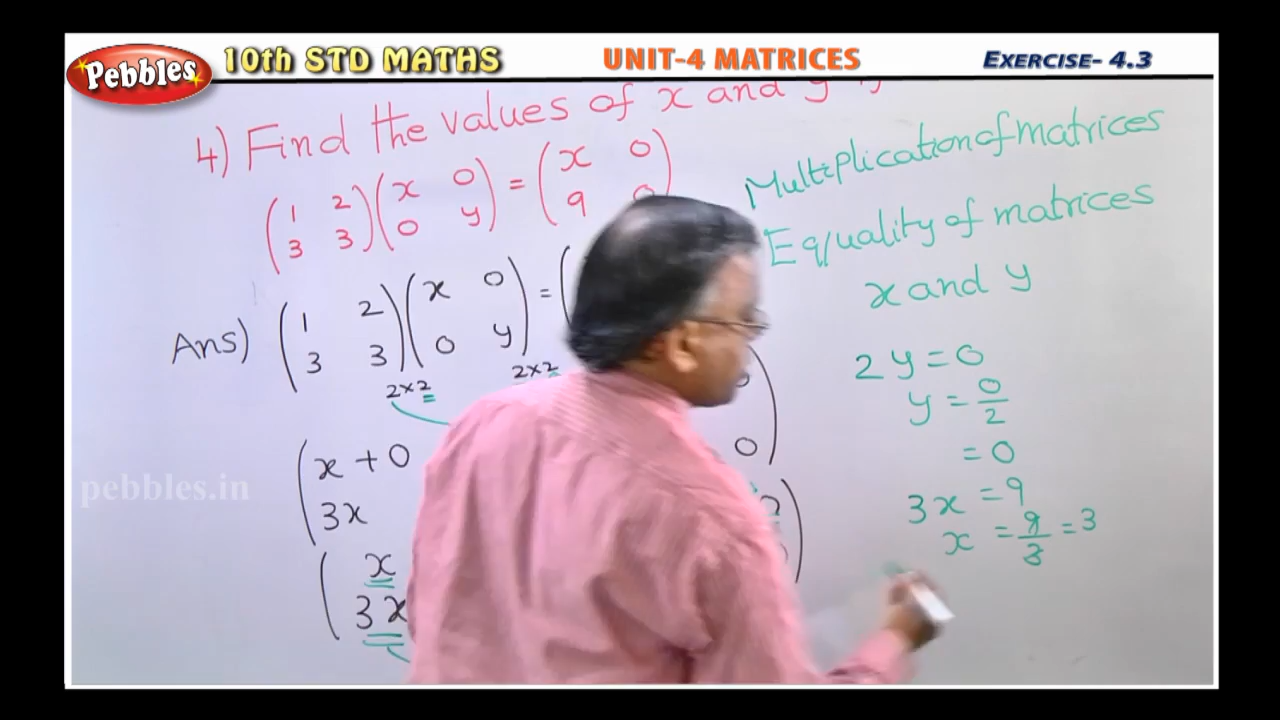 Pebbles 10th STD MATHS UNIT-4 MATRICES EXERCISE- 4.3
4) Find the values of x and y
(1 2) (x 0) = (x 0)
(3 3) (0 y) (9 0)
Ans) (1 2) (x 0) = (
(3 3) (0 y)
2×2 2×2
(x + 0
0)
(3x
(x
(3x
Multiplication of matrices
Equality of matrices
x and y
2y = 0
y = 0/2
= 0
3x = 9
x = 9/3 = 3
pebbles.in